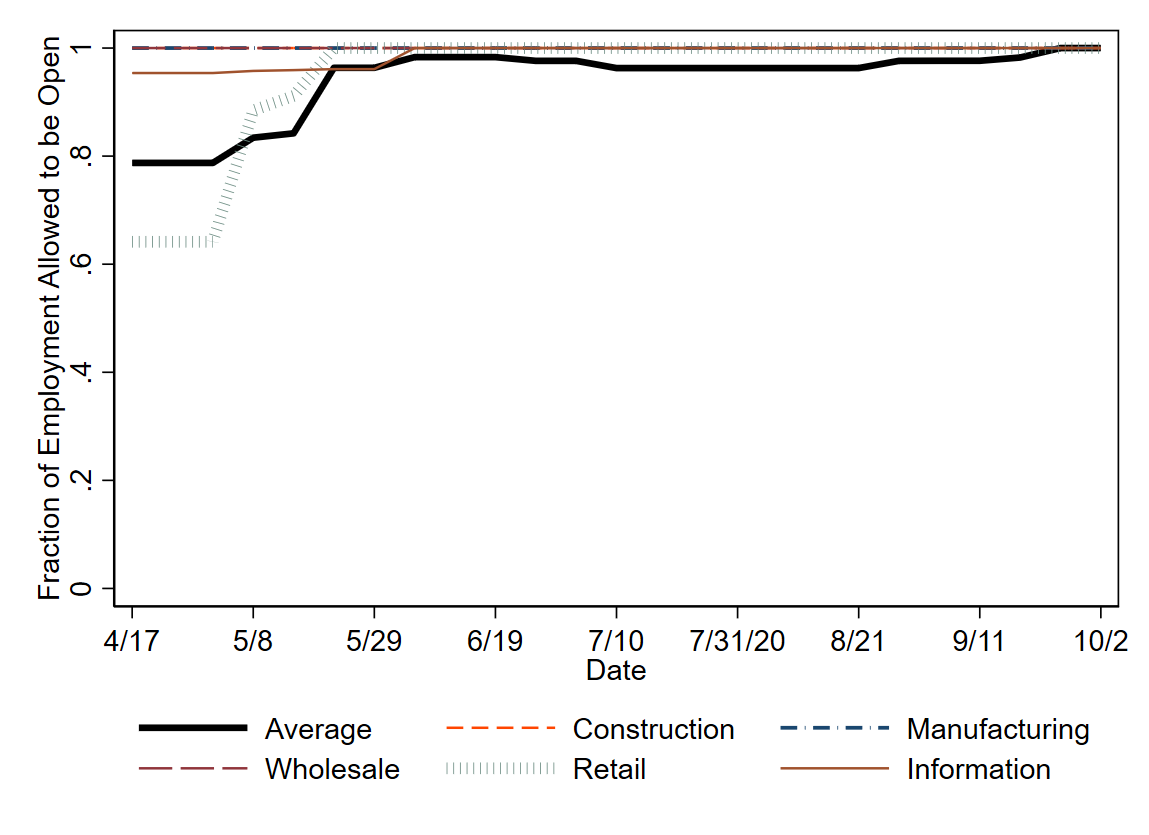 Fraction of Employment Allowed to be Open
1
.8
.6
.4
.2
0
4/17 5/8 5/29 6/19 7/10 7/31/20 8/21 9/11 10/2
Date
Average Construction Manufacturing
Wholesale Retail Information